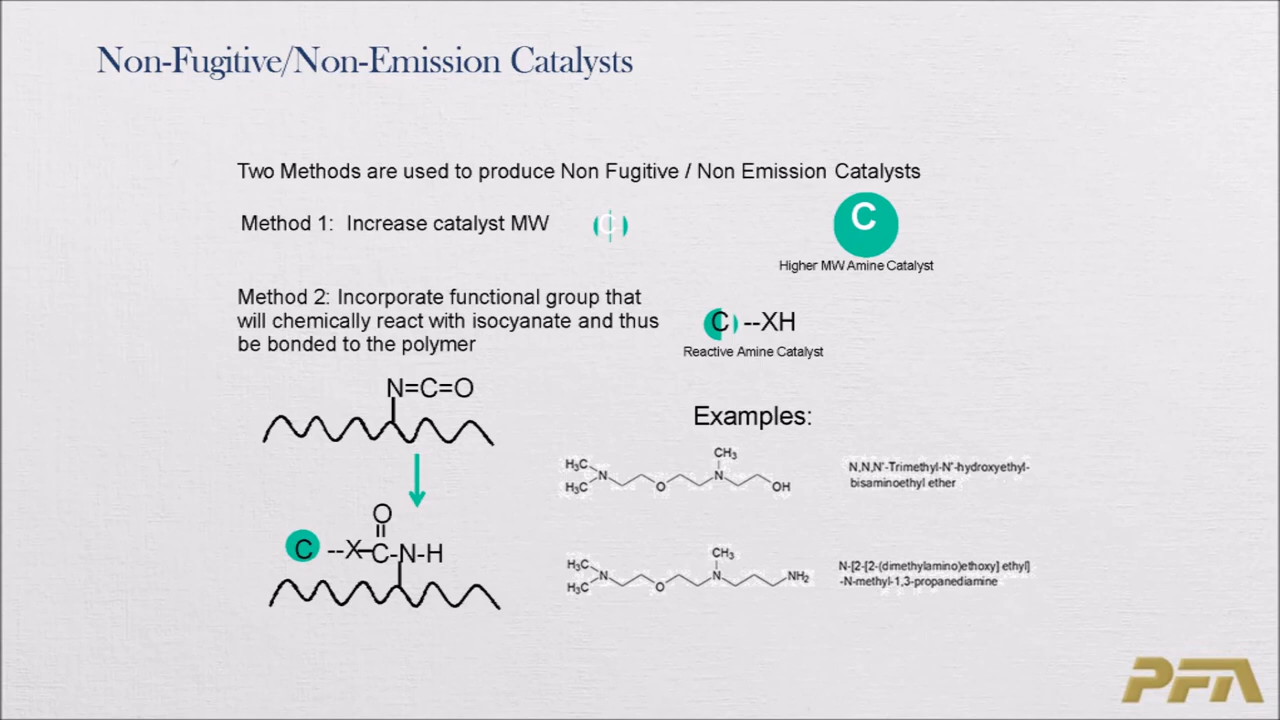 Non-Fugitive/Non-Emission Catalysts
Two Methods are used to produce Non Fugitive / Non Emission Catalysts
Method 1: Increase catalyst MW
C
C
Higher MW Amine Catalyst
Method 2: Incorporate functional group that
will chemically react with isocyanate and thus
be bonded to the polymer
C --XH
Reactive Amine Catalyst
N=C=O
Examples:
CH3
H3C
N
N
H3C
O
OH
N,N,N'-Trimethyl-N'-hydroxyethyl-
bisaminoethyl ether
O
C --X-C-N-H
CH3
H3C
N
N
NH2
H3C
O
N-[2-[2-(dimethylamino)ethoxy] ethyl]
-N-methyl-1,3-propanediamine
PFA